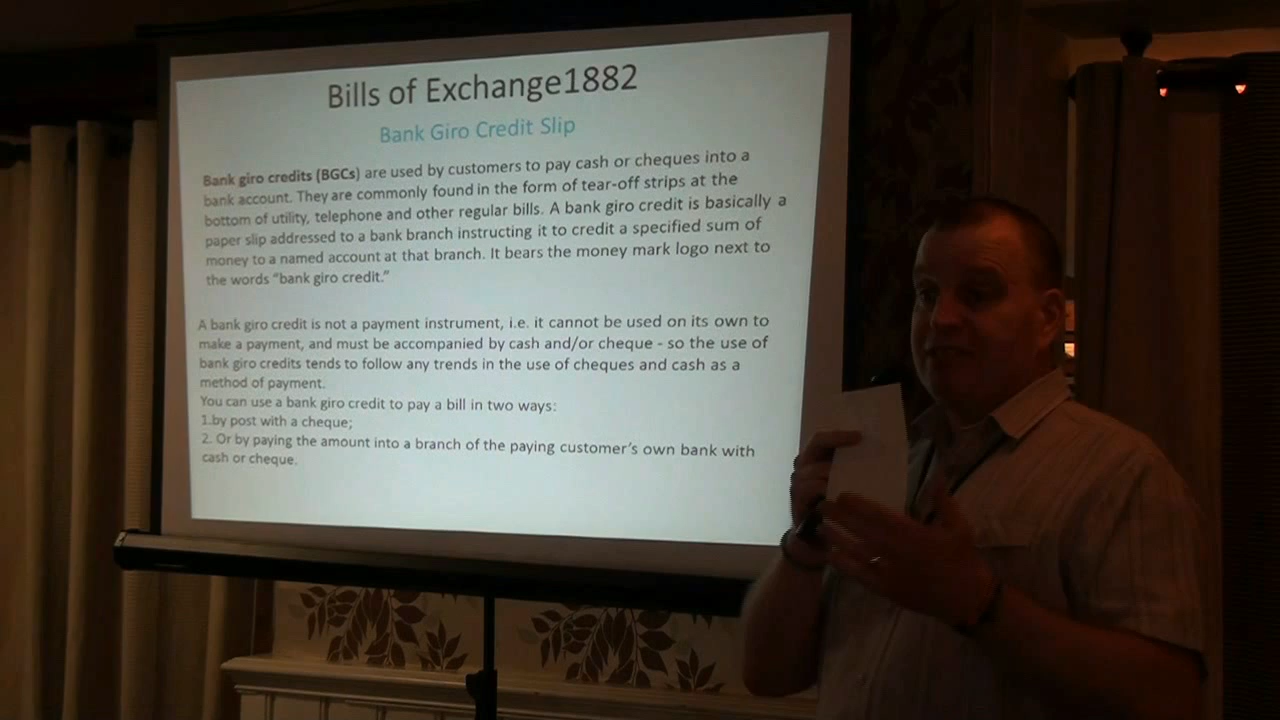 Bills of Exchange1882
Bank Giro Credit Slip
Bank giro credits (BGCs) are used by customers to pay cash or cheques into a
bank account. They are commonly found in the form of tear-off strips at the
bottom of utility, telephone and other regular bills. A bank giro credit is basically a
paper slip addressed to a bank branch instructing it to credit a specified sum of
money to a named account at that branch. It bears the money mark logo next to
the words “bank giro credit.”
A bank giro credit is not a payment instrument, i.e. it cannot be used on its own to
make a payment, and must be accompanied by cash and/or cheque - so the use of
bank giro credits tends to follow any trends in the use of cheques and cash as a
method of payment.
You can use a bank giro credit to pay a bill in two ways:
1.by post with a cheque;
2. Or by paying the amount into a branch of the paying customer’s own bank with
cash or cheque.